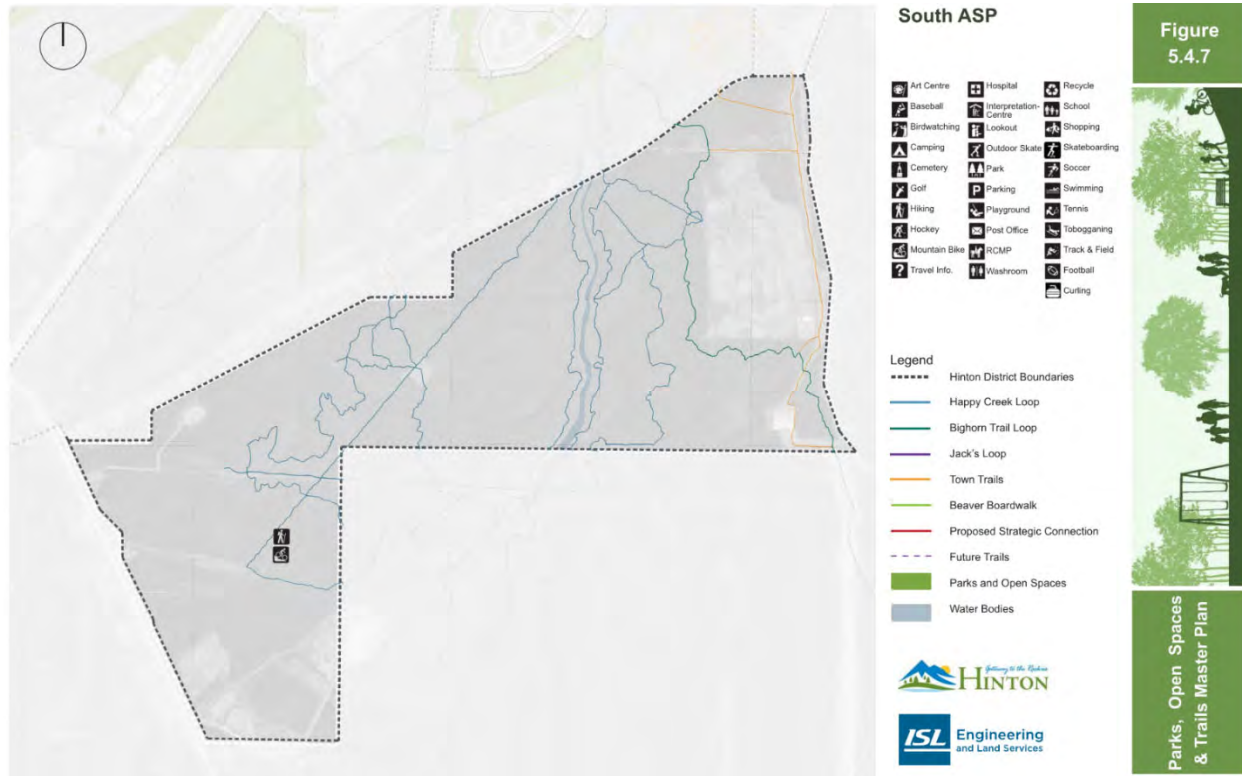 South ASP
Figure
5.4.7
Art Centre
Baseball
Birdwatching
Camping
Cemetery
Golf
Hiking
Hockey
Mountain Bike
? Travel Info.
Hospital
Interpretation-
Centre
Lookout
Outdoor Skate
Park
P Parking
Playground
Post Office
RCMP
Washroom
Recycle
School
Shopping
Skateboarding
Soccer
Swimming
Tennis
Tobogganing
Track & Field
Football
Curling
Legend
Hinton District Boundaries
Happy Creek Loop
Bighorn Trail Loop
Jack's Loop
Town Trails
Beaver Boardwalk
Proposed Strategic Connection
Future Trails
Parks and Open Spaces
Water Bodies
Gateway to the Rockies
HINTON
ISL Engineering
and Land Services
Parks, Open Spaces
& Trails Master Plan